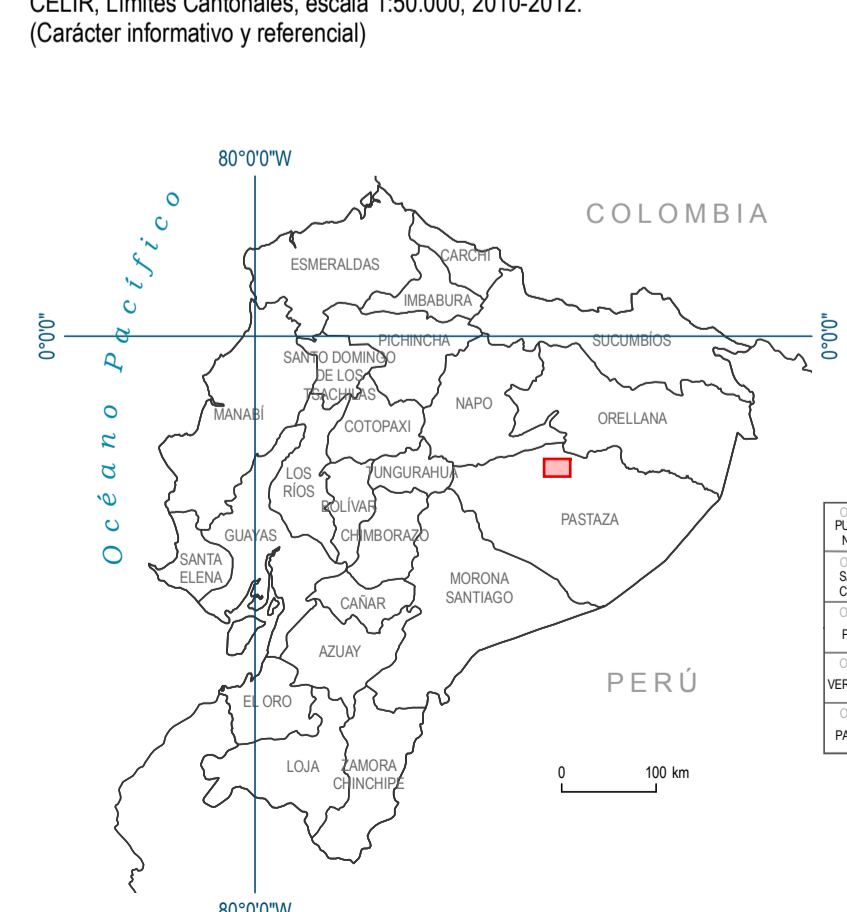 CELIR, Límites Cantonales, escala 1:50.000, 2010-2012.
(Carácter informativo y referencial)
80°0'0"W
Océano Pacífico
COLOMBIA
CARCHI
ESMERALDAS
IMBABURA
0°0'0"
PICHINCHA
SUCUMBÍOS
0°0'0"
SANTO DOMINGO
DE LOS
TSACHILAS
NAPO
MANABÍ
ORELLANA
COTOPAXI
LOS
RÍOS
TUNGURAHUA
BOLÍVAR
PASTAZA
GUAYAS
CHIMBORAZO
SANTA
ELENA
MORONA
SANTIAGO
CAÑAR
AZUAY
PERÚ
EL ORO
LOJA
ZAMORA
CHINCHIPE
0 100 km
80°0'0"W